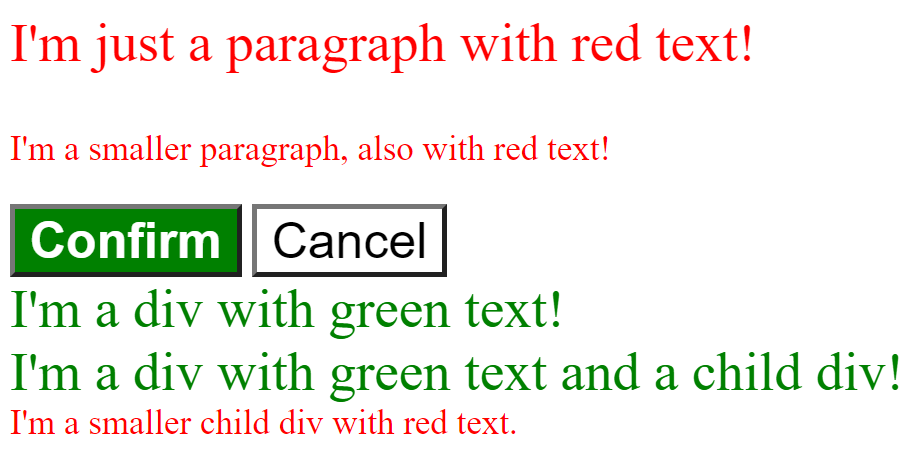 I'm just a paragraph with red text!
I'm a smaller paragraph, also with red text!
Confirm Cancel
I'm a div with green text!
I'm a div with green text and a child div!
I'm a smaller child div with red text.